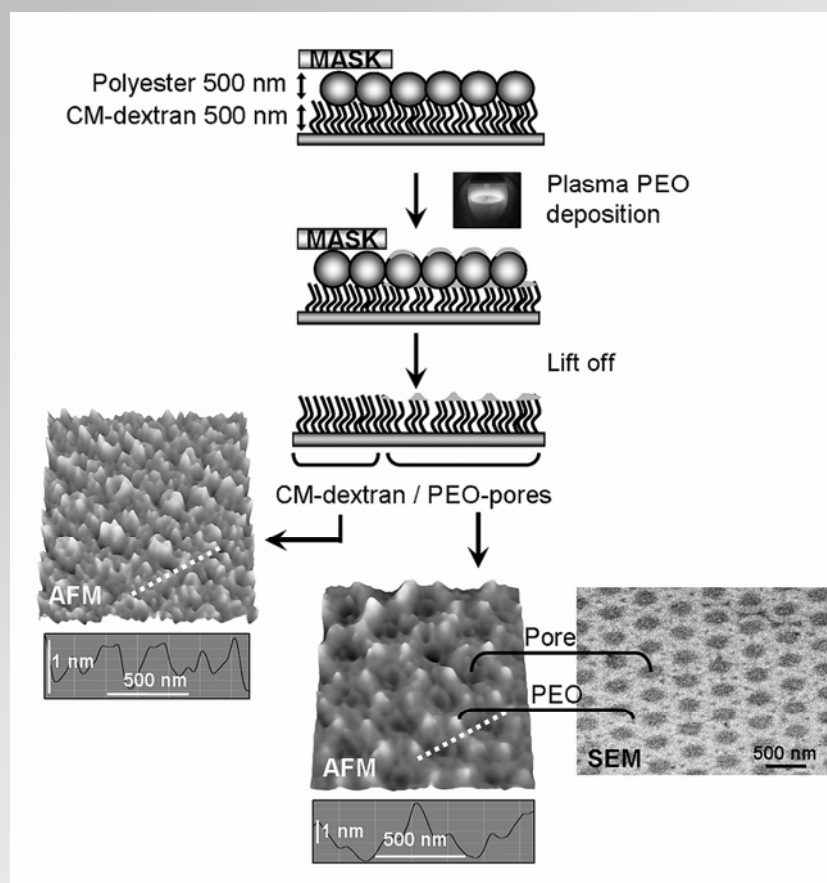 MASK
Polyester 500 nm
CM-dextran 500 nm
Plasma PEO
deposition
MASK
Lift off
CM-dextran / PEO-pores
AFM
1 nm
500 nm
Pore
PEO
AFM
SEM
500 nm
1 nm
500 nm